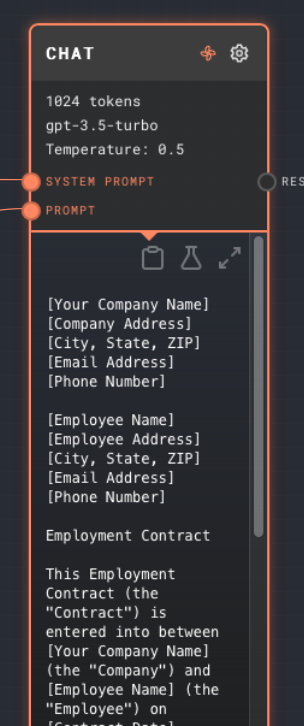 CHAT
1024 tokens
gpt-3.5-turbo
Temperature: 0.5
SYSTEM PROMPT
RES
PROMPT
[Your Company Name]
[Company Address]
[City, State, ZIP]
[Email Address]
[Phone Number]
[Employee Name]
[Employee Address]
[City, State, ZIP]
[Email Address]
[Phone Number]
Employment Contract
This Employment
Contract (the
"Contract") is
entered into between
[Your Company Name]
(the "Company") and
[Employee Name] (the
"Employee") on
[Contract Date]